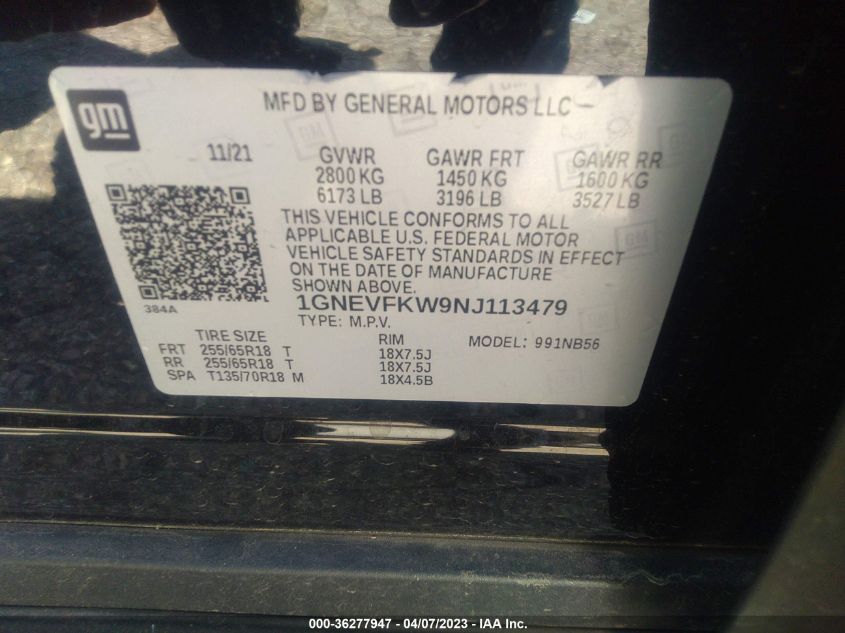 gm
MFD BY GENERAL MOTORS LLC
11/21 GVWR GAWR FRT GAWR RR
2800 KG 1450 KG 1600 KG
6173 LB 3196 LB 3527 LB
THIS VEHICLE CONFORMS TO ALL
APPLICABLE U.S. FEDERAL MOTOR
VEHICLE SAFETY STANDARDS IN EFFECT
ON THE DATE OF MANUFACTURE
SHOWN ABOVE.
384A
1GNEVFKW9NJ113479
TYPE: M.P.V.
TIRE SIZE RIM MODEL: 991NB56
FRT 255/65R18 T 18X7.5J
RR 255/65R18 T 18X7.5J
SPA T135/70R18 M 18X4.5B
000-36277947 - 04/07/2023 - IAA Inc.